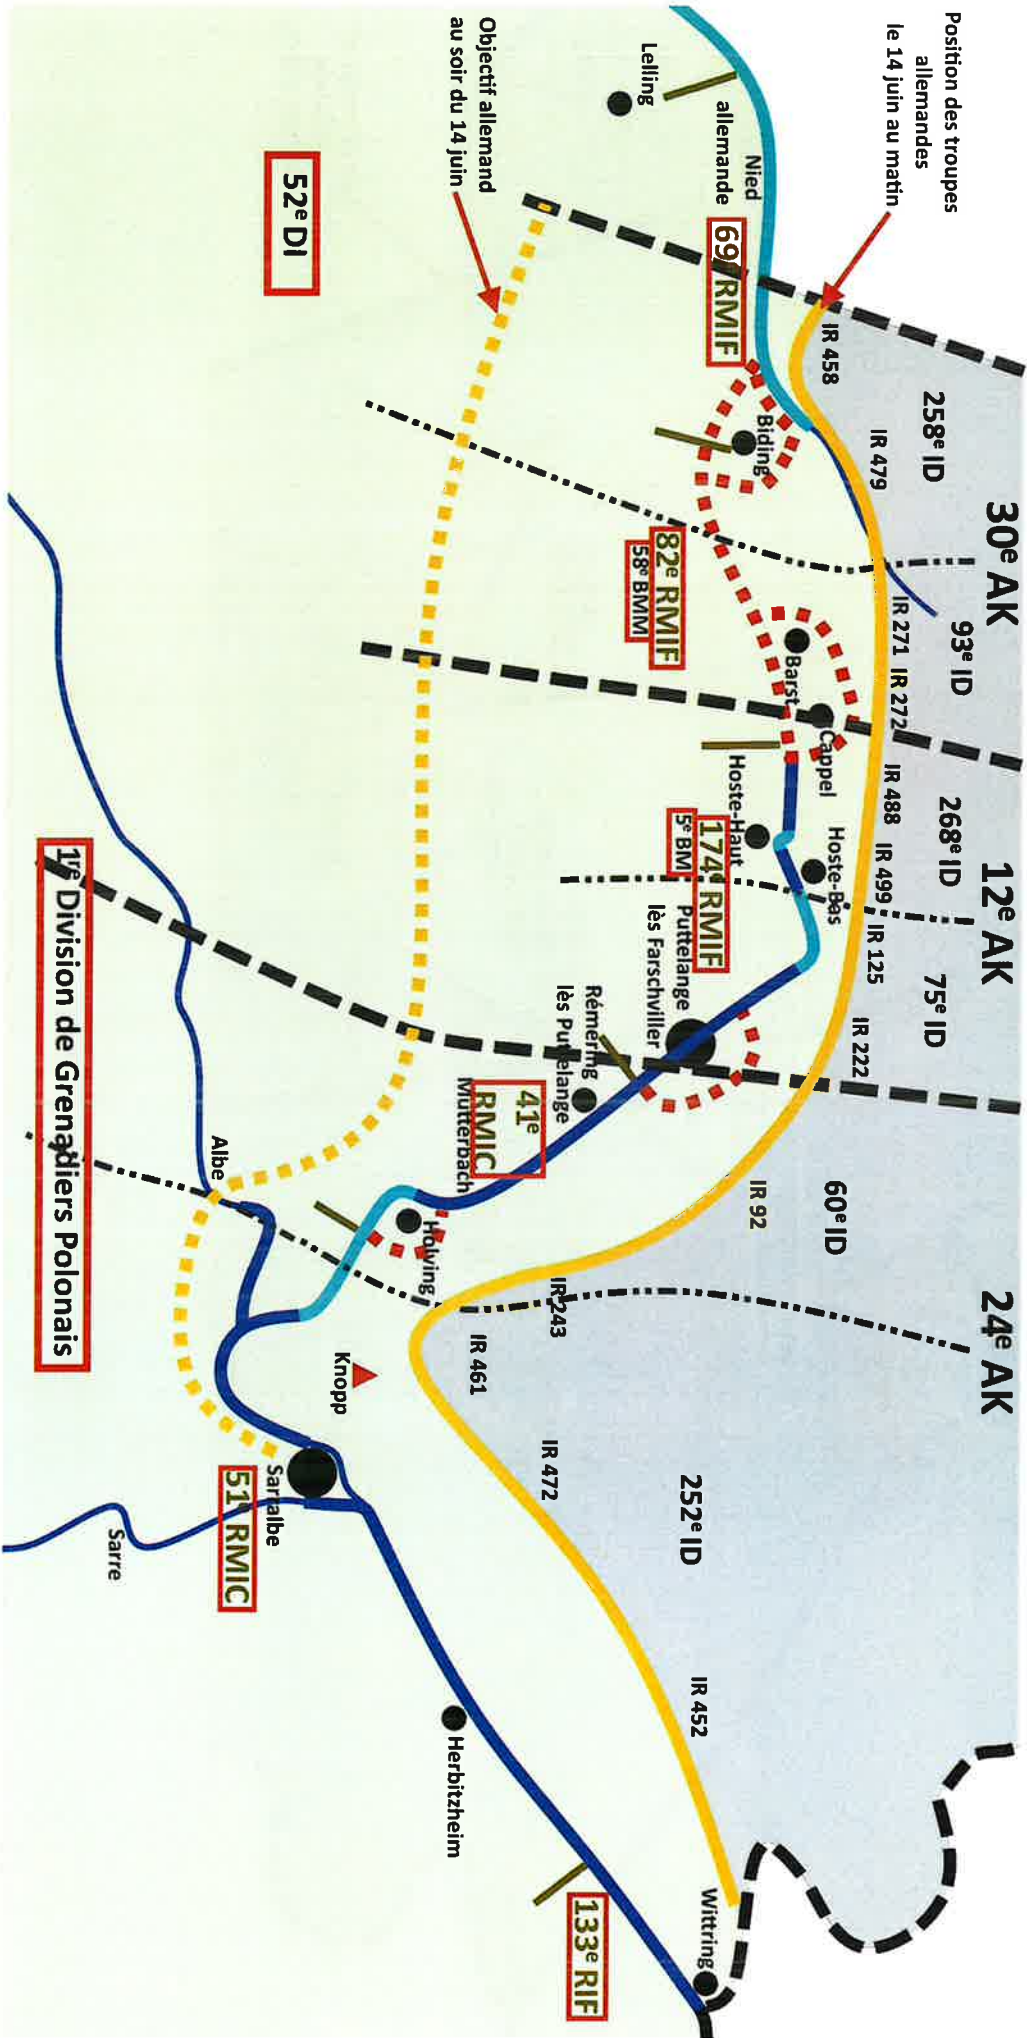 Position des troupes
allemandes
le 14 juin au matin
30e AK
12e AK
24e AK
258e ID
93e ID
268e ID
75e ID
60e ID
252e ID
IR 458
IR 479
IR 271
IR 272
IR 488
IR 499
IR 125
IR 222
IR 92
IR 243
IR 461
IR 472
IR 452
Lelling
Nied
allemande
69e RMIF
Biding
82e RMIF
58e BMM
Barst
Cappel
Hoste-Haut
Hoste-Bas
174e RMIF
5e BM
Puttelange
lès Farschviller
Rémering
lès Puttelange
41e
RMIC
Mutterbach
Holving
Knopp
Albe
Sarralbe
51e RMIC
Sarre
Herbitzheim
133e RIF
Wittring
Objectif allemand
au soir du 14 juin
52e DI
1re Division de Grenadiers Polonais